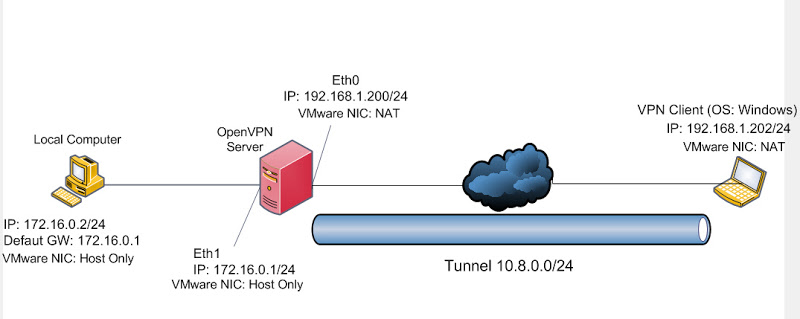 Eth0
IP: 192.168.1.200/24
VMware NIC: NAT
VPN Client (OS: Windows)
IP: 192.168.1.202/24
VMware NIC: NAT
OpenVPN
Server
Local Computer
IP: 172.16.0.2/24
Defaut GW: 172.16.0.1
VMware NIC: Host Only
Eth1
IP: 172.16.0.1/24
VMware NIC: Host Only
Tunnel 10.8.0.0/24